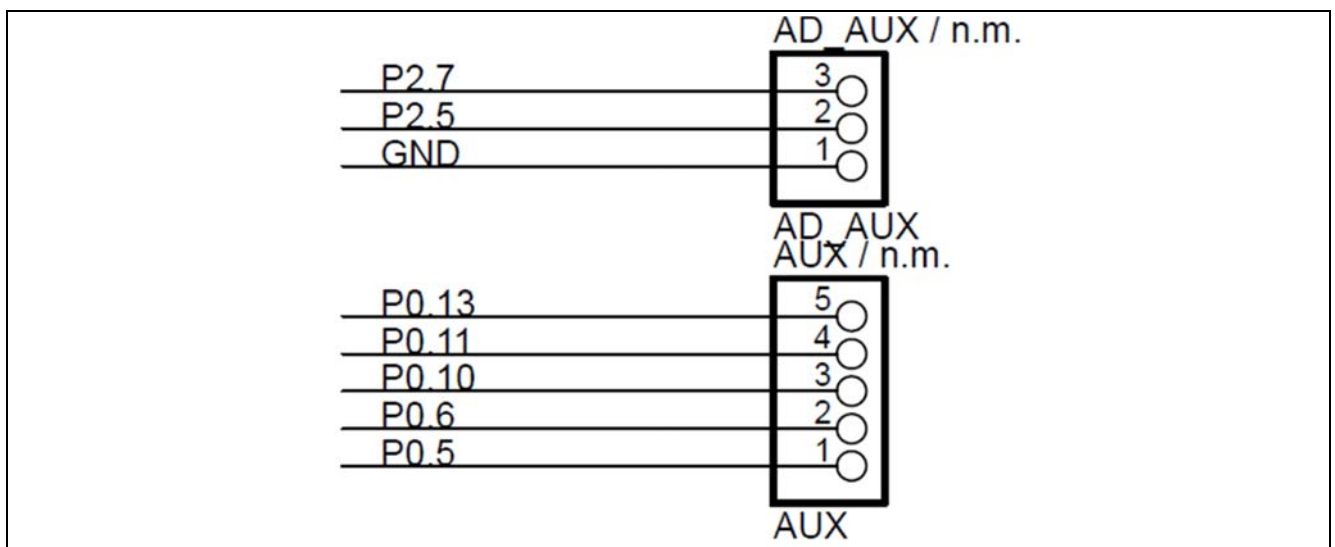 AD_AUX / n.m.
P2.7 3
P2.5 2
GND 1
AD_AUX
AUX / n.m.
P0.13 5
P0.11 4
P0.10 3
P0.6 2
P0.5 1
AUX